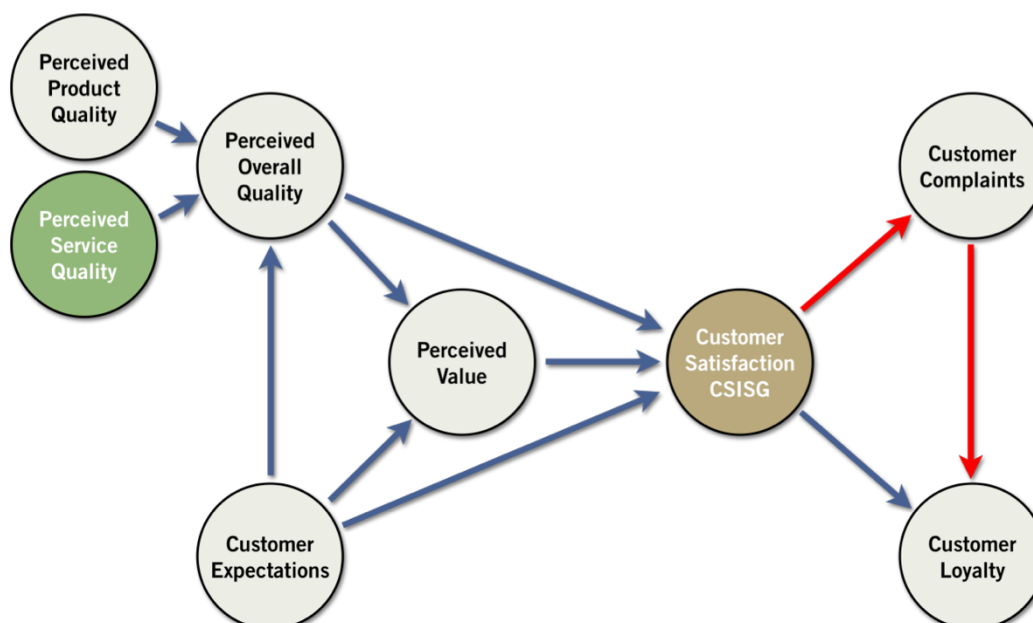 Perceived
Product
Quality
Perceived
Service
Quality
Perceived
Overall
Quality
Perceived
Value
Customer
Expectations
Customer
Satisfaction
CSISG
Customer
Complaints
Customer
Loyalty